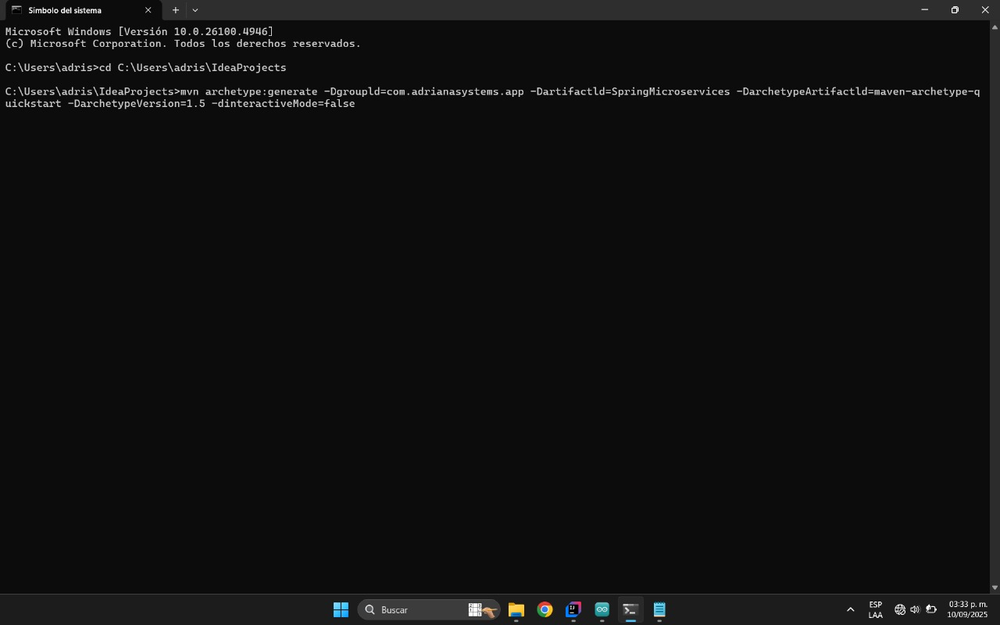 Símbolo del sistema
Microsoft Windows [Versión 10.0.26100.4946]
(c) Microsoft Corporation. Todos los derechos reservados.
C:\Users\adris>cd C:\Users\adris\IdeaProjects
C:\Users\adris\IdeaProjects>mvn archetype:generate -Dgroupld=com.adrianasystems.app -Dartifactld=SpringMicroservices -DarchetypeArtifactld=maven-archetype-q
uickstart -DarchetypeVersion=1.5 -dinteractiveMode=false
Buscar
ESP
LAA
03:33 p. m.
10/09/2025